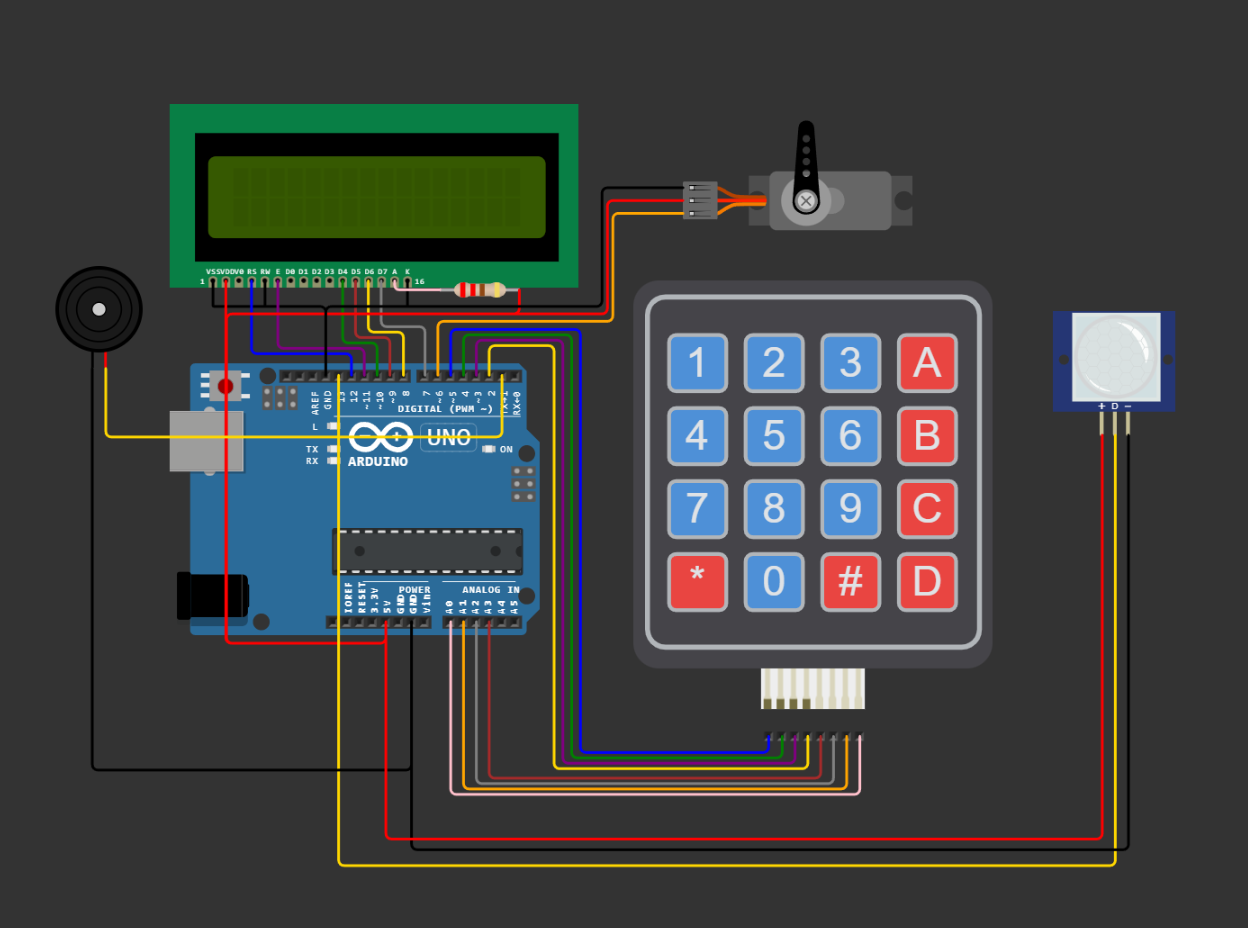 VSS VDD V0 RS RW E D0 D1 D2 D3 D4 D5 D6 D7 A K
1 16
AREF
GND
13
12
~11
~10
~9
8
7
~6
~5
4
~3
2
TX→1
RX←0
DIGITAL (PWM ~)
L
TX
RX
UNO
ON
ARDUINO
IOREF
RESET
3.3V
5V
GND
GND
Vin
POWER
ANALOG IN
A0
A1
A2
A3
A4
A5
1 2 3 A
4 5 6 B
7 8 9 C
* 0 # D
+ D −